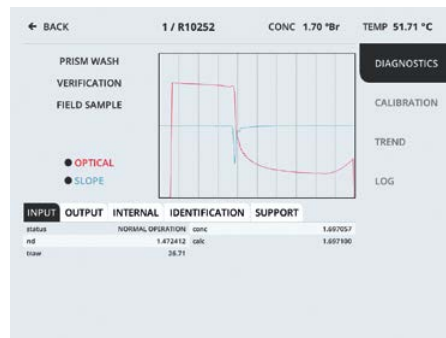 ← BACK 1 / R10252 CONC 1.70 °Br TEMP 51.71 °C
PRISM WASH
VERIFICATION
FIELD SAMPLE
OPTICAL
SLOPE
DIAGNOSTICS
CALIBRATION
TREND
LOG
INPUT OUTPUT INTERNAL IDENTIFICATION SUPPORT
status NORMAL OPERATION conc 1.697057
nd 1.472412 calc 1.697100
traw 26.71